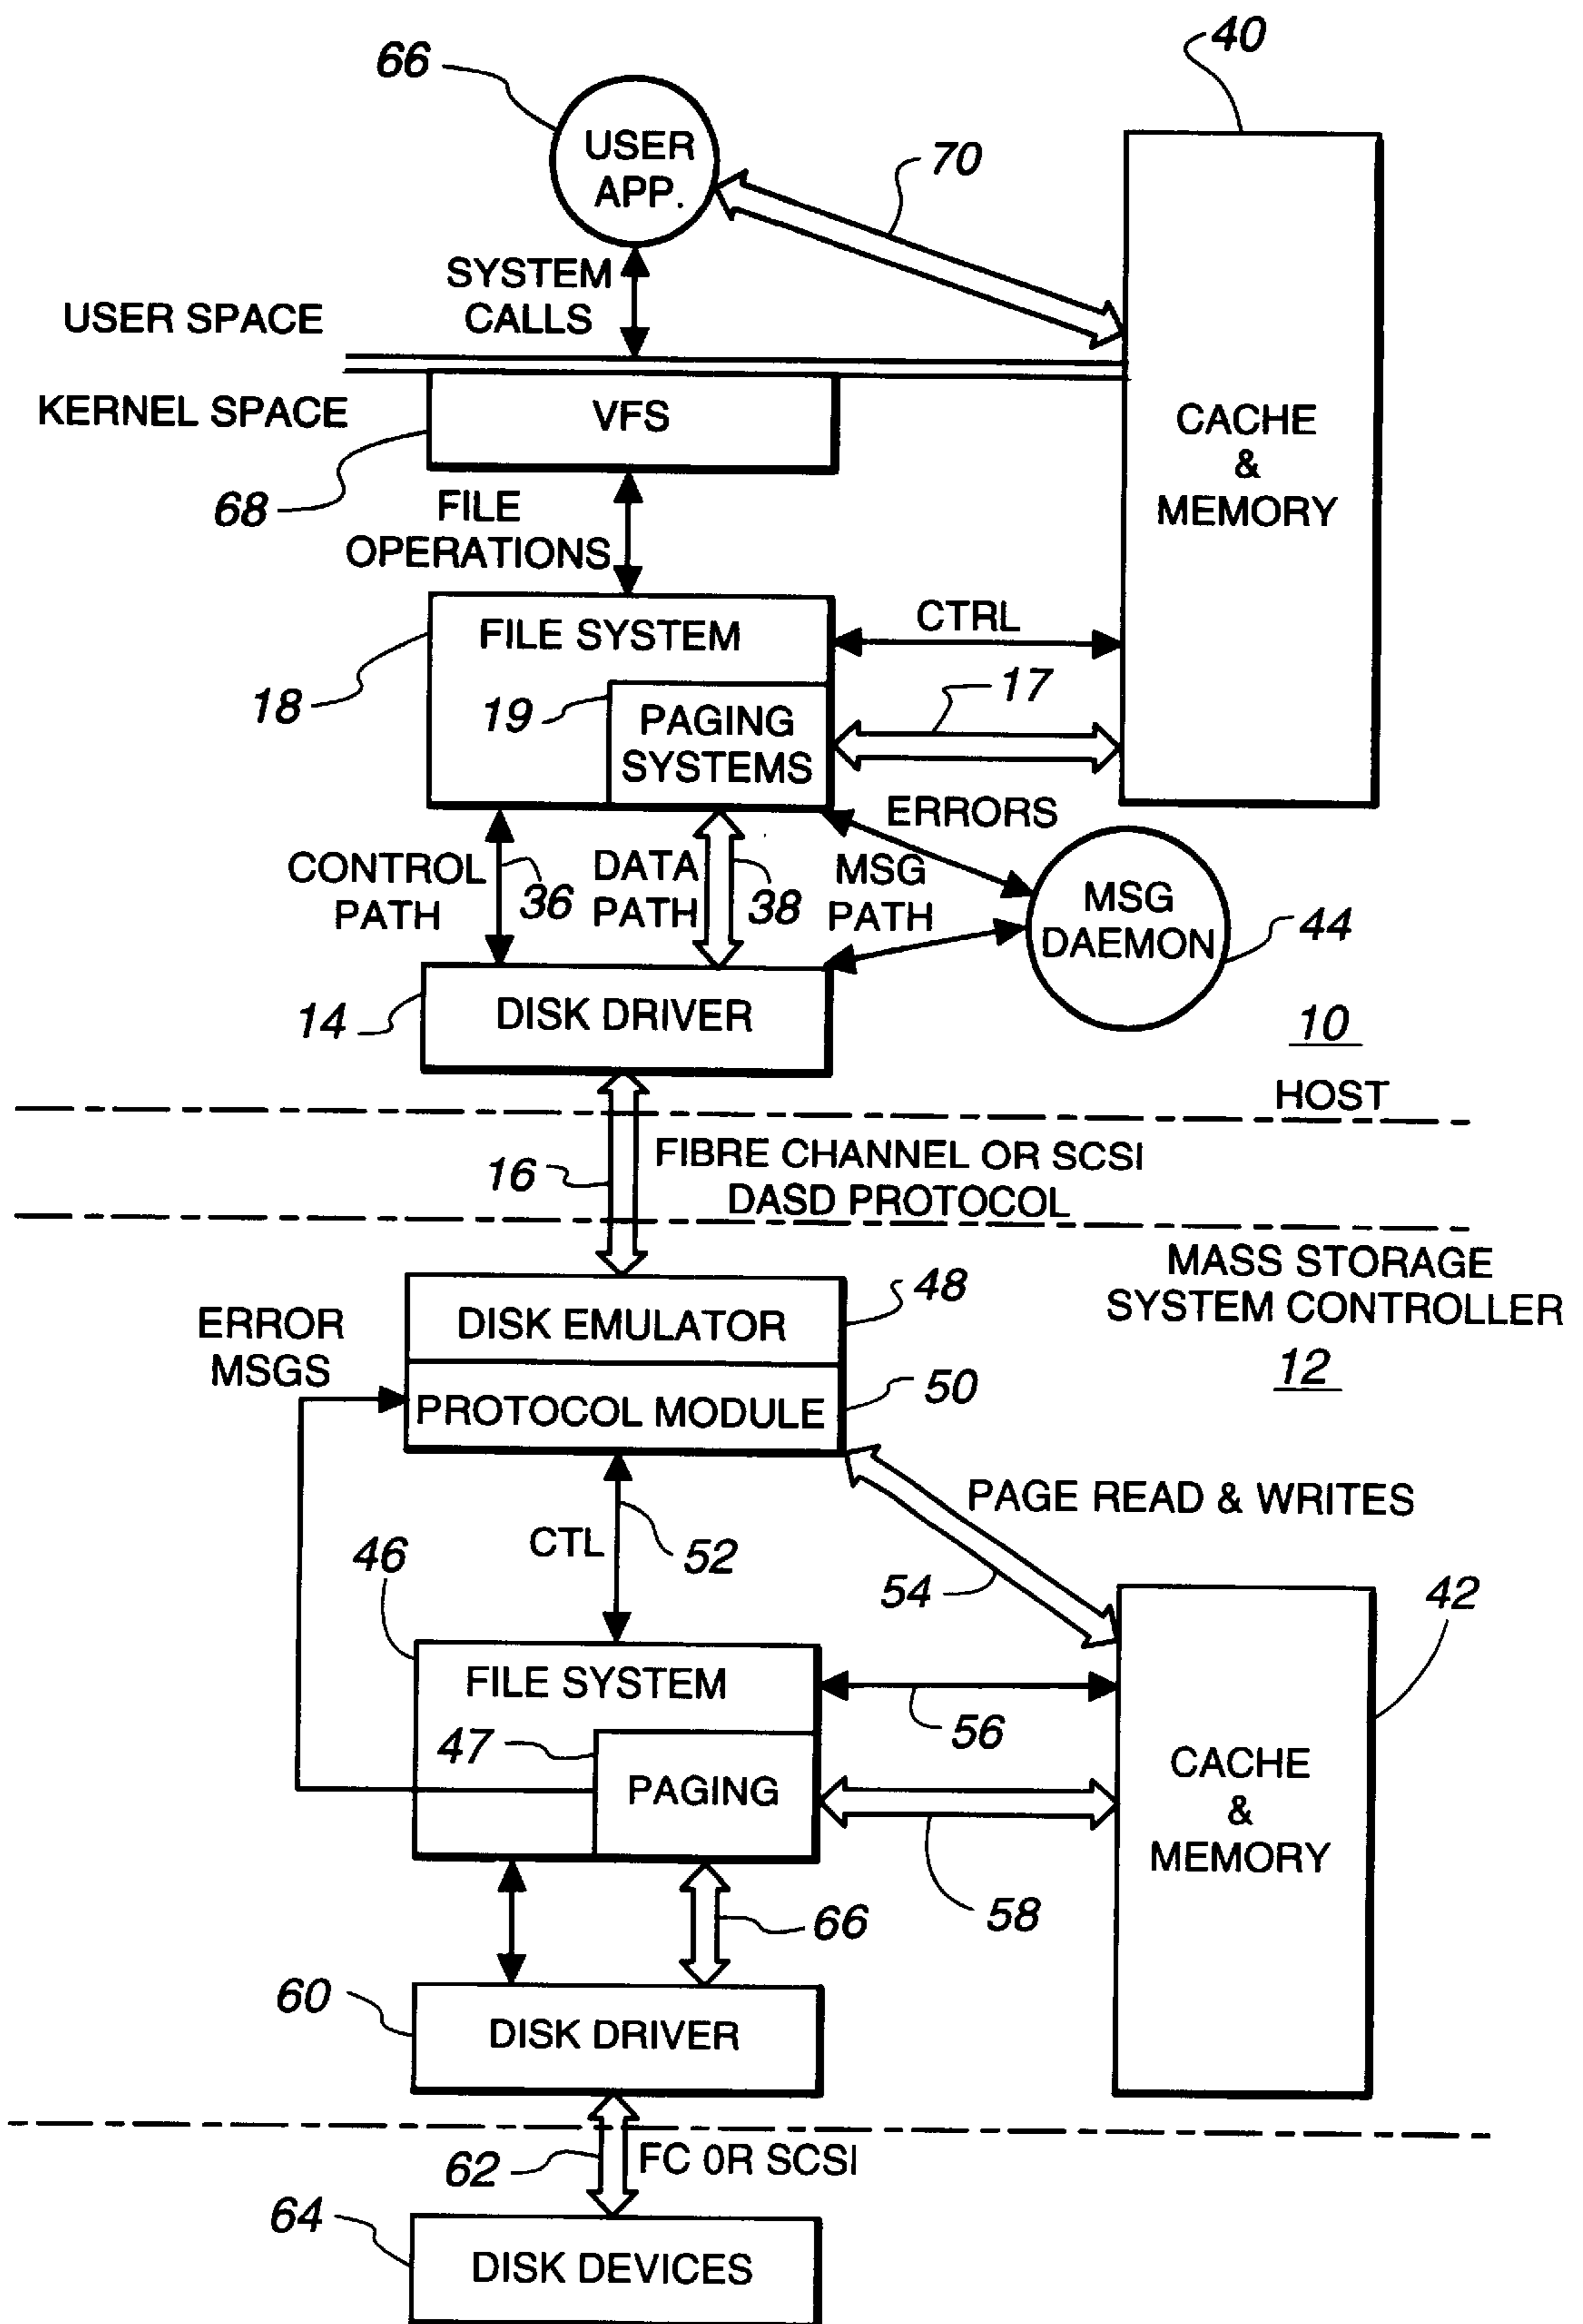 66
40
USER
APP.
70
SYSTEM
CALLS
USER SPACE
KERNEL SPACE
VFS
68
CACHE
&
MEMORY
FILE
OPERATIONS
FILE SYSTEM
CTRL
18
19
PAGING
SYSTEMS
17
ERRORS
CONTROL
PATH
36
DATA
PATH
38
MSG
PATH
MSG
DAEMON
44
14
DISK DRIVER
10
HOST
16
FIBRE CHANNEL OR SCSI
DASD PROTOCOL
MASS STORAGE
SYSTEM CONTROLLER
12
ERROR
MSGS
DISK EMULATOR
48
PROTOCOL MODULE
50
PAGE READ & WRITES
CTL
52
54
46
42
FILE SYSTEM
56
47
PAGING
CACHE
&
MEMORY
58
66
60
DISK DRIVER
62
FC 0R SCSI
64
DISK DEVICES